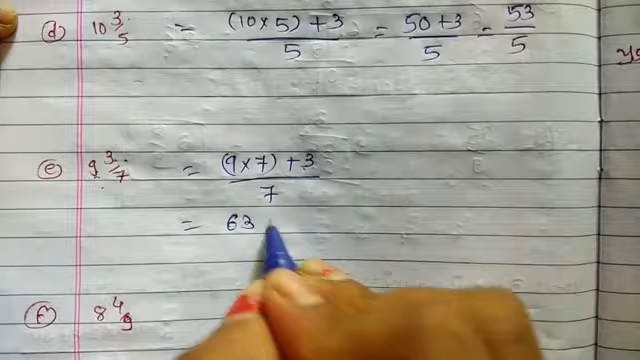 (d) 10 3/5 = (10 × 5) + 3 / 5 = 50 + 3 / 5 = 53 / 5
(e) 9 3/7 = (9 × 7) + 3 / 7
= 63
(f) 8 4/9